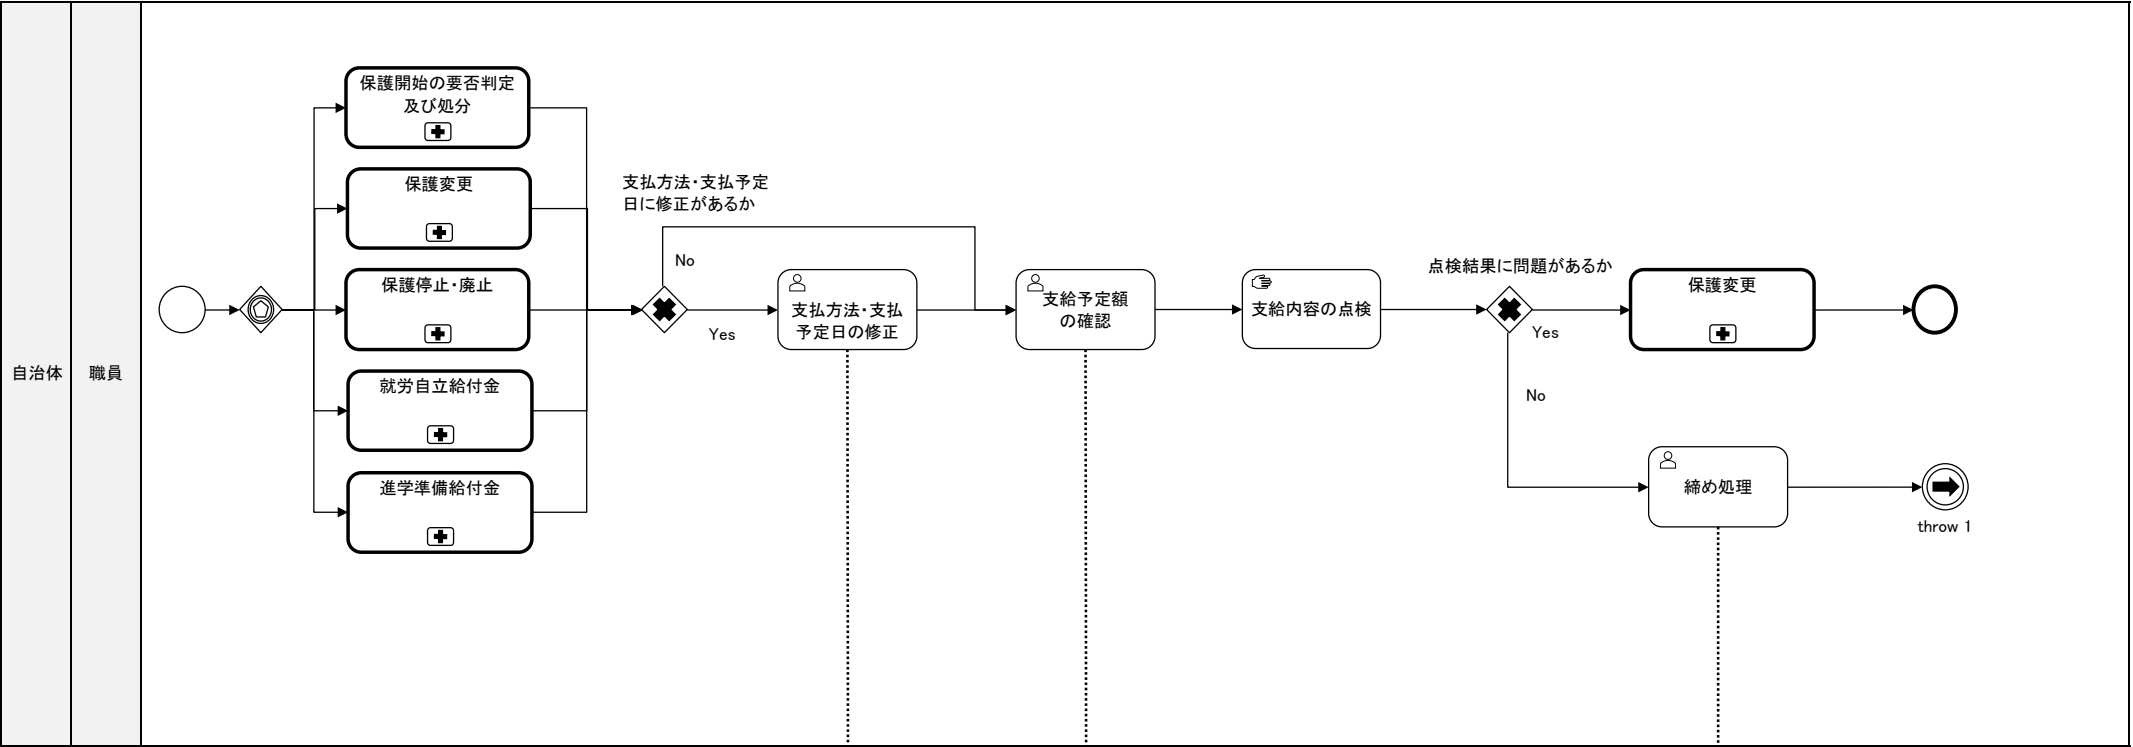 自治体
職員
保護開始の要否判定
及び処分
保護変更
保護停止・廃止
就労自立給付金
進学準備給付金
支払方法・支払予定
日に修正があるか
No
Yes
支払方法・支払
予定日の修正
支給予定額
の確認
支給内容の点検
点検結果に問題があるか
Yes
No
保護変更
締め処理
throw 1